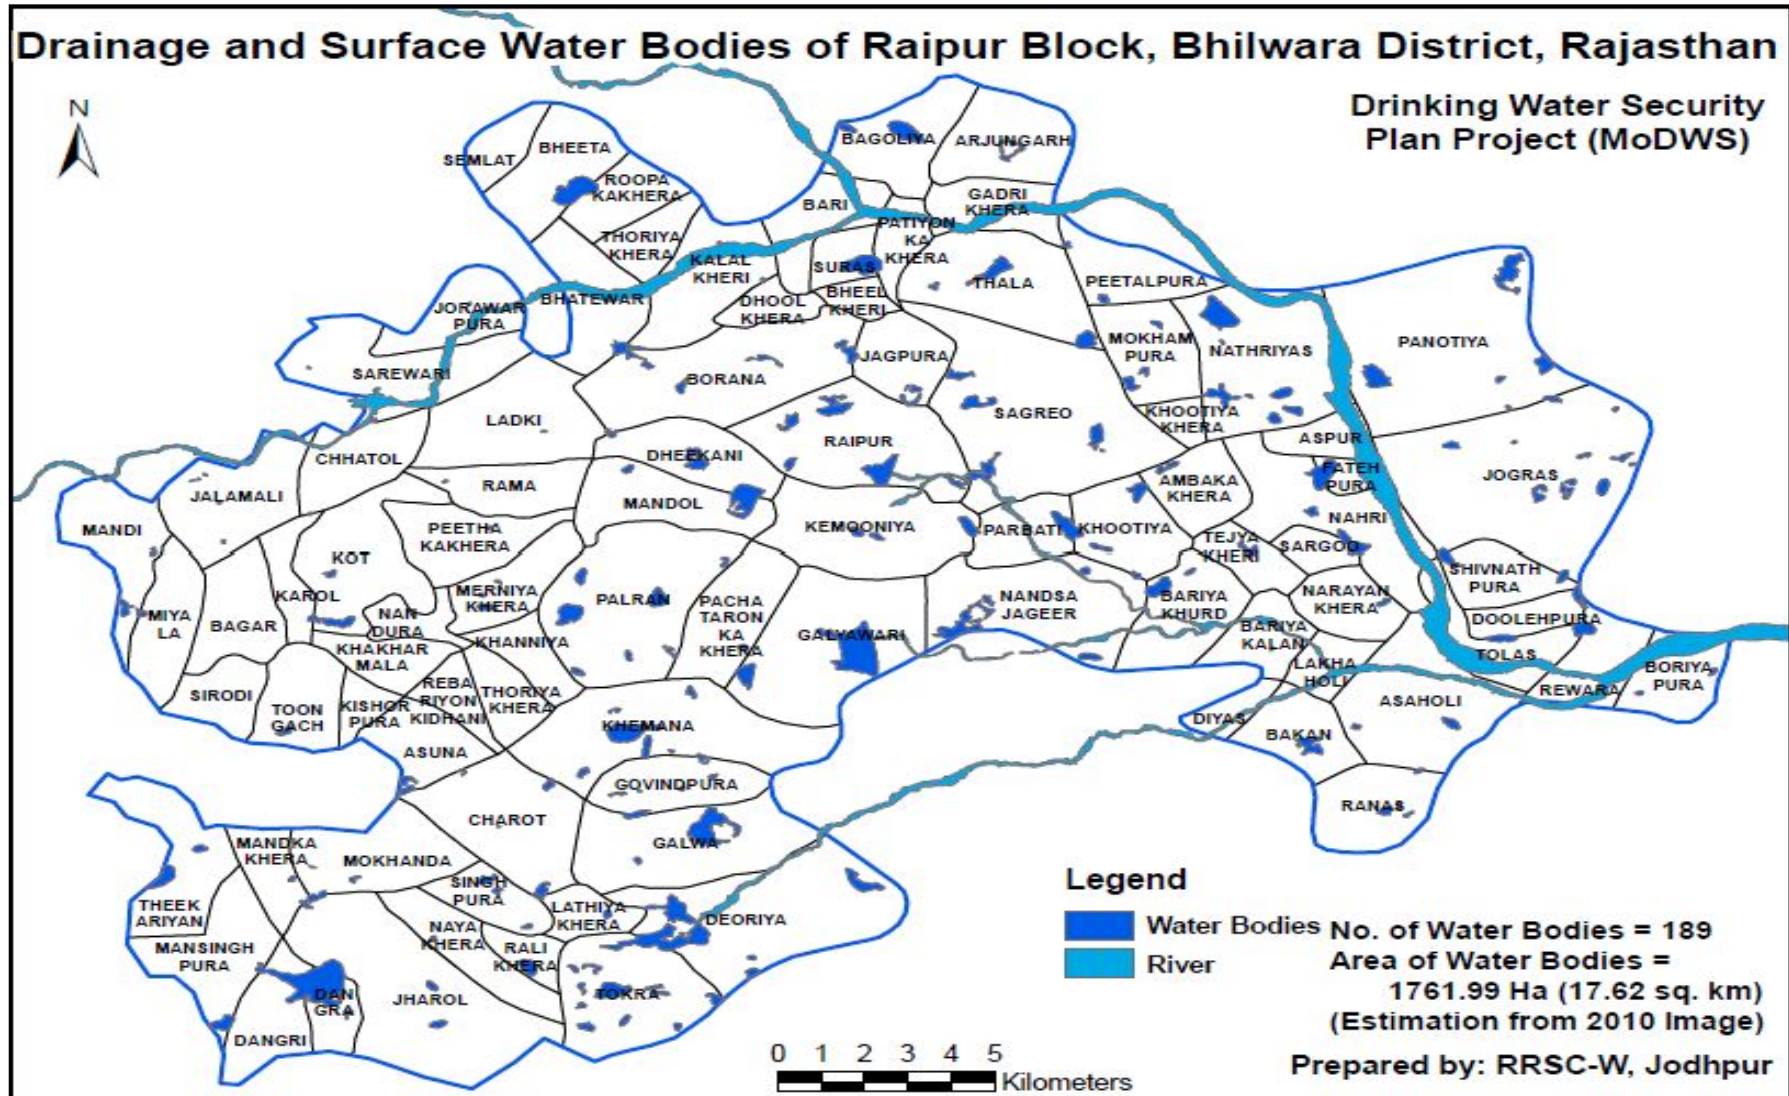 Drainage and Surface Water Bodies of Raipur Block, Bhilwara District, Rajasthan
Drinking Water Security
Plan Project (MoDWS)
N
BAGOLIYA
ARJUNGARH
SEMLAT
BHEETA
ROOPA
KAKHERA
BARI
GADRI
KHERA
PATIYON
KA
KHERA
THORIYA
KHERA
KALAL
KHERI
SURAS
THALA
PEETALPURA
BHATEWAR
DHOOL
KHERA
BHEEL
KHERI
JORAWAR
PURA
MOKHAM
PURA
NATHRIYAS
PANOTIYA
JAGPURA
SAREWARI
BORANA
LADKI
SAGREO
KHOOTIYA
KHERA
ASPUR
RAIPUR
CHHATOL
DHEEKANI
FATEH
PURA
JOGRAS
AMBAKA
KHERA
JALAMALI
RAMA
MANDOL
NAHRI
MANDI
PEETHA
KAKHERA
KEMOONIYA
PARBATI
KHOOTIYA
TEJYA
KHERI
SARGOD
KOT
SHIVNATH
PURA
KAROL
MERNIYA
KHERA
PALRAN
PACHA
TARON
KA
KHERA
NANDSA
JAGEER
BARIYA
KHURD
NARAYAN
KHERA
MIYA
LA
BAGAR
NAN
DURA
DOOLEHPURA
GALYAWARI
BARIYA
KALAN
KHANNIYA
KHAKHAR
MALA
TOLAS
LAKHA
HOLI
BORIYA
PURA
SIRODI
REBA
RIYON
KIDHANI
THORIYA
KHERA
REWARA
ASAHOLI
TOON
GACH
KISHOR
PURA
KHEMANA
DIYAS
BAKAN
ASUNA
GOVINDPURA
RANAS
CHAROT
GALWA
MANDKA
KHERA
MOKHANDA
SINGH
PURA
THEEK
ARIYAN
LATHIYA
KHERA
DEORIYA
NAYA
KHERA
MANSINGH
PURA
RALI
KHERA
DAN
GRA
JHAROL
TOKRA
DANGRI
Legend
Water Bodies
River
No. of Water Bodies = 189
Area of Water Bodies =
1761.99 Ha (17.62 sq. km)
(Estimation from 2010 Image)
0 1 2 3 4 5
Kilometers
Prepared by: RRSC-W, Jodhpur